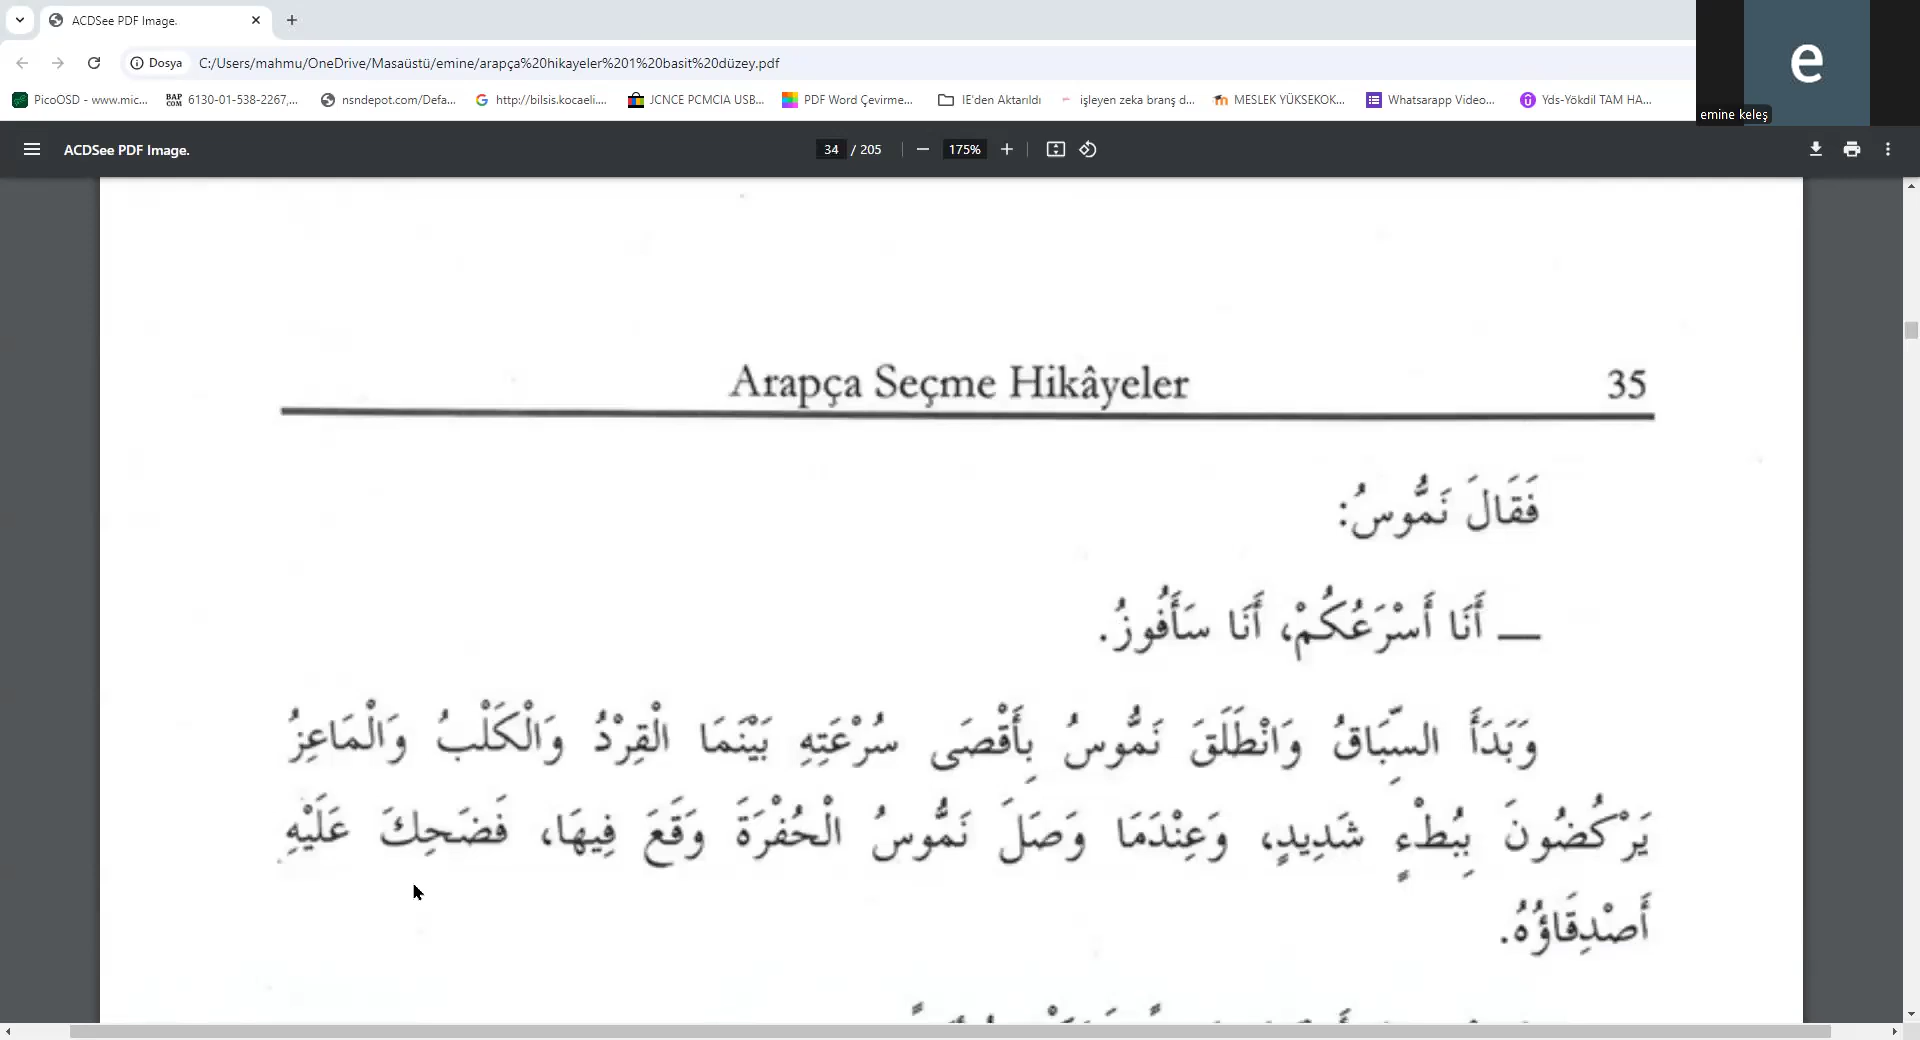 ACDSee PDF Image.
Dosya
C:/Users/mahmu/OneDrive/Masaüstü/emine/arapça%20hikayeler%201%20basit%20düzey.pdf
PicoOSD - www.mic...
BAP COM 6130-01-538-2267,...
nsndepot.com/Defa...
http://bilsis.kocaeli....
JCNCE PCMCIA USB...
PDF Word Çevirme...
IE'den Aktarıldı
işleyen zeka branş d...
MESLEK YÜKSEKOK...
Whatsarapp Video...
Yds-Yökdil TAM HA...
e
emine keleş
ACDSee PDF Image.
34 / 205
175%
Arapça Seçme Hikâyeler 35
فَقَالَ نَمُّوسُ:
— أَنَا أَسْرَعُكُمْ، أَنَا سَأَفُوزُ.
وَبَدَأَ السِّبَاقُ وَانْطَلَقَ نَمُّوسُ بِأَقْصَى سُرْعَتِهِ بَيْنَمَا الْقِرْدُ وَالْكَلْبُ وَالْمَاعِزُ
يَرْكُضُونَ بِبُطْءٍ شَدِيدٍ، وَعِنْدَمَا وَصَلَ نَمُّوسُ الْحُفْرَةَ وَقَعَ فِيهَا، فَضَحِكَ عَلَيْهِ
أَصْدِقَاؤُهُ.